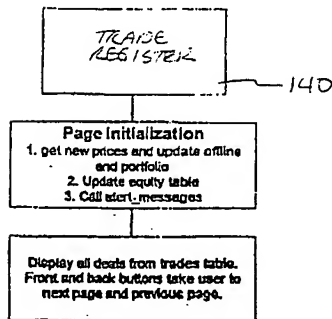 TRADE
REGISTER
140
Page Initialization
1. get new prices and update offline
and portfolio
2. Update equity table
3. Call alert messages
Display all deals from trades table.
Front and back buttons take user to
next page and previous page.